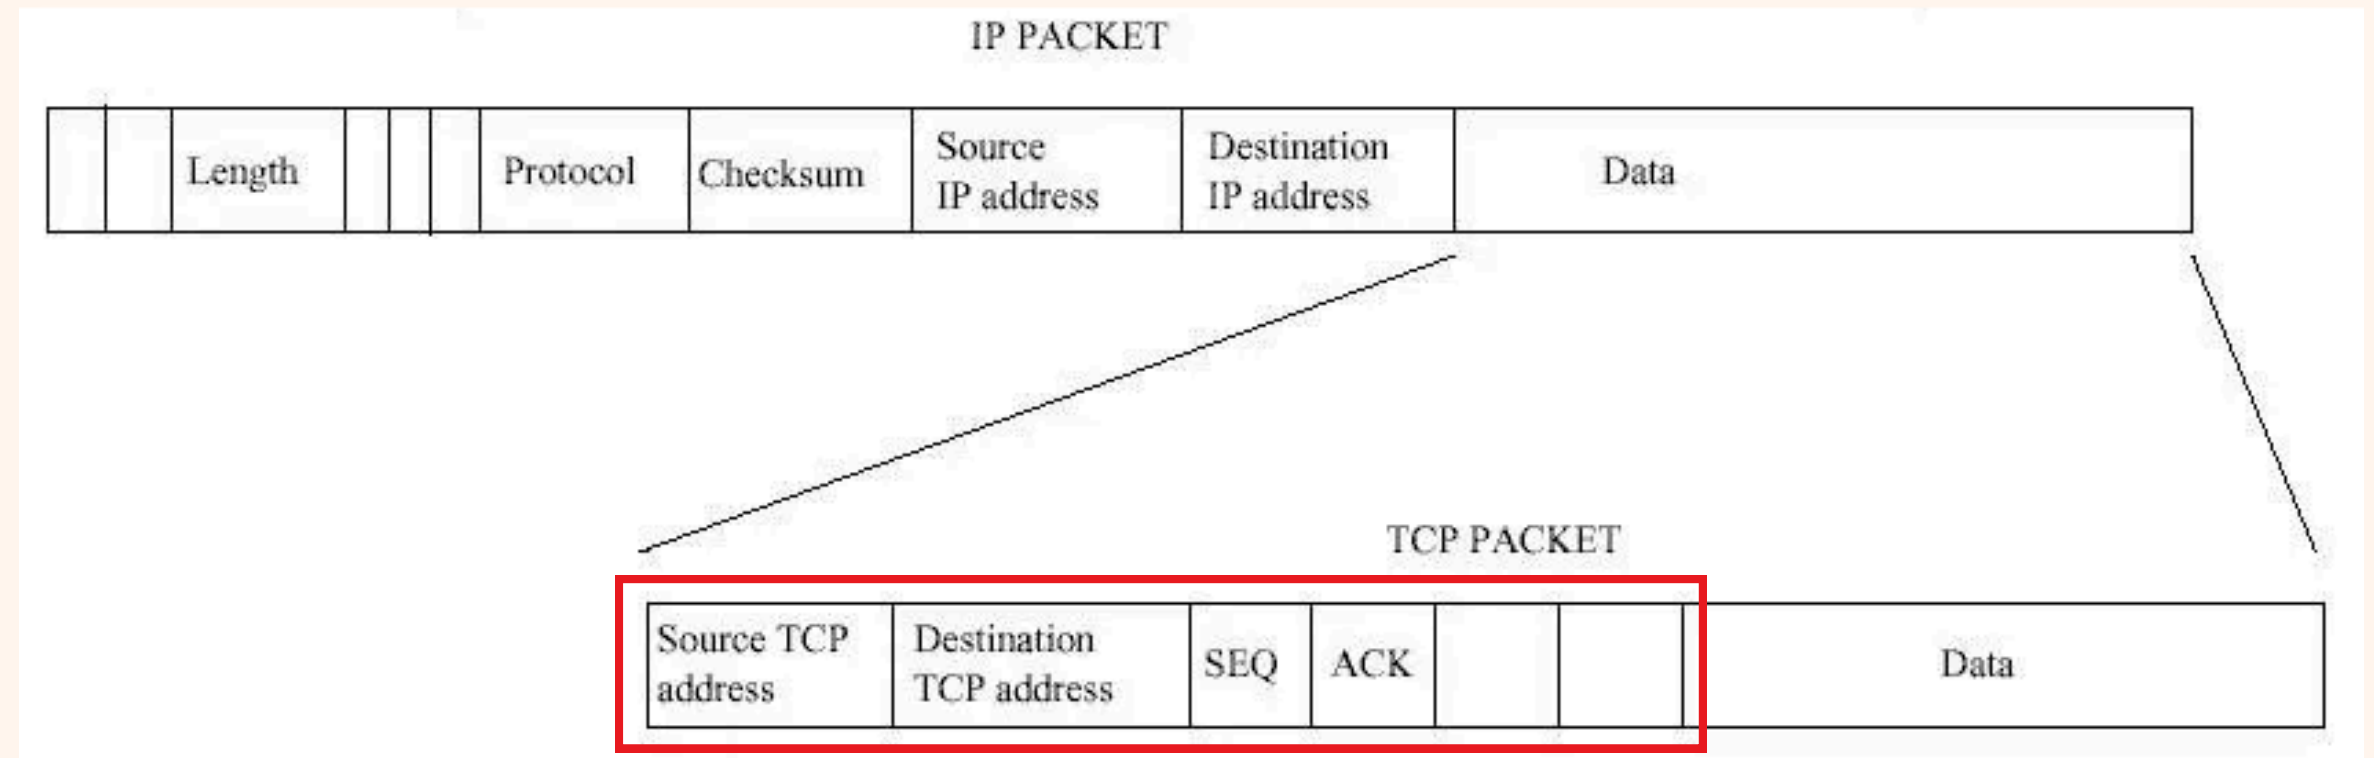 IP PACKET
Length
Protocol
Checksum
Source
IP address
Destination
IP address
Data
TCP PACKET
Source TCP
address
Destination
TCP address
SEQ
ACK
Data